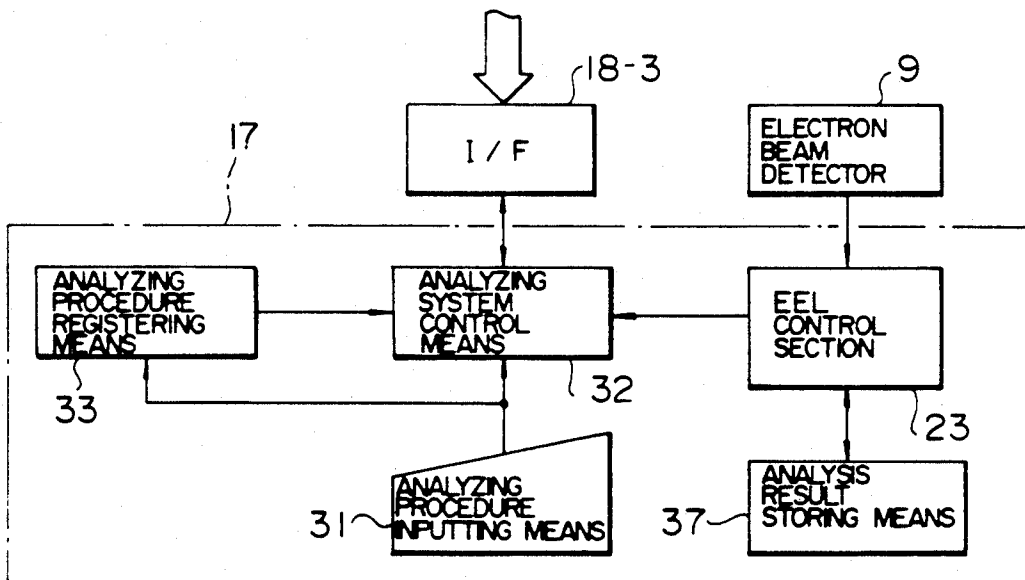 18-3
9
I / F
ELECTRON
BEAM
DETECTOR
17
ANALYZING
PROCEDURE
REGISTERING
MEANS
ANALYZING
SYSTEM
CONTROL
MEANS
EEL
CONTROL
SECTION
33
32
23
ANALYZING
PROCEDURE
INPUTTING MEANS
31
ANALYSIS
RESULT
STORING MEANS
37